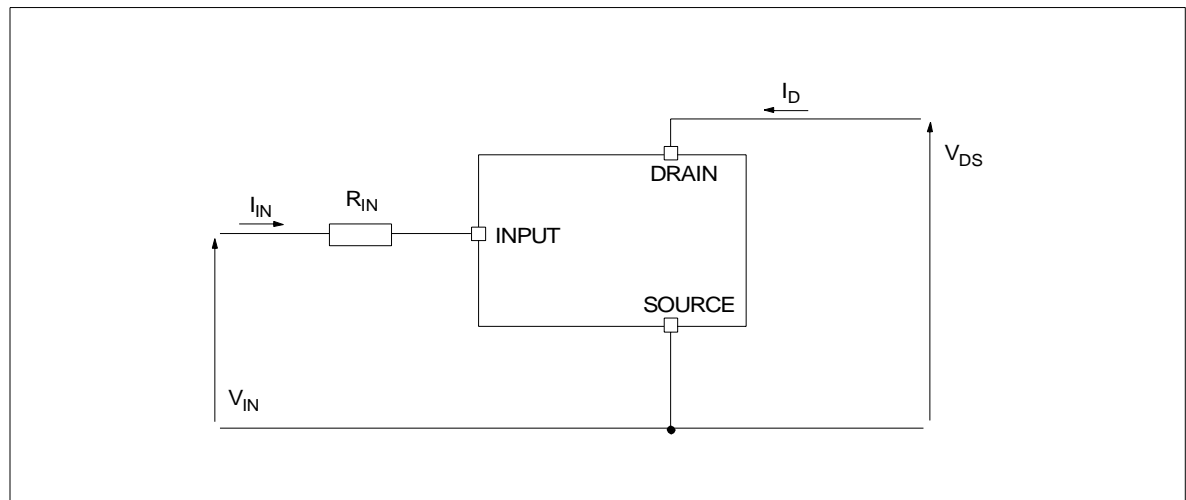 I_D
DRAIN
V_DS
I_IN
R_IN
INPUT
SOURCE
V_IN